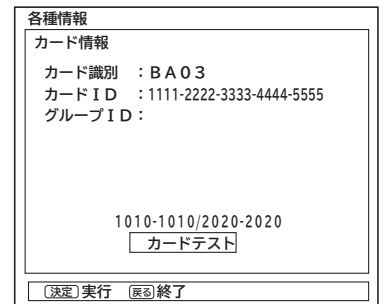 各種情報
カード情報
カード識別　：ＢＡ０３
カードＩＤ　：1111-2222-3333-4444-5555
グループＩＤ：
1010-1010/2020-2020
カードテスト
決定 実行　戻る 終了